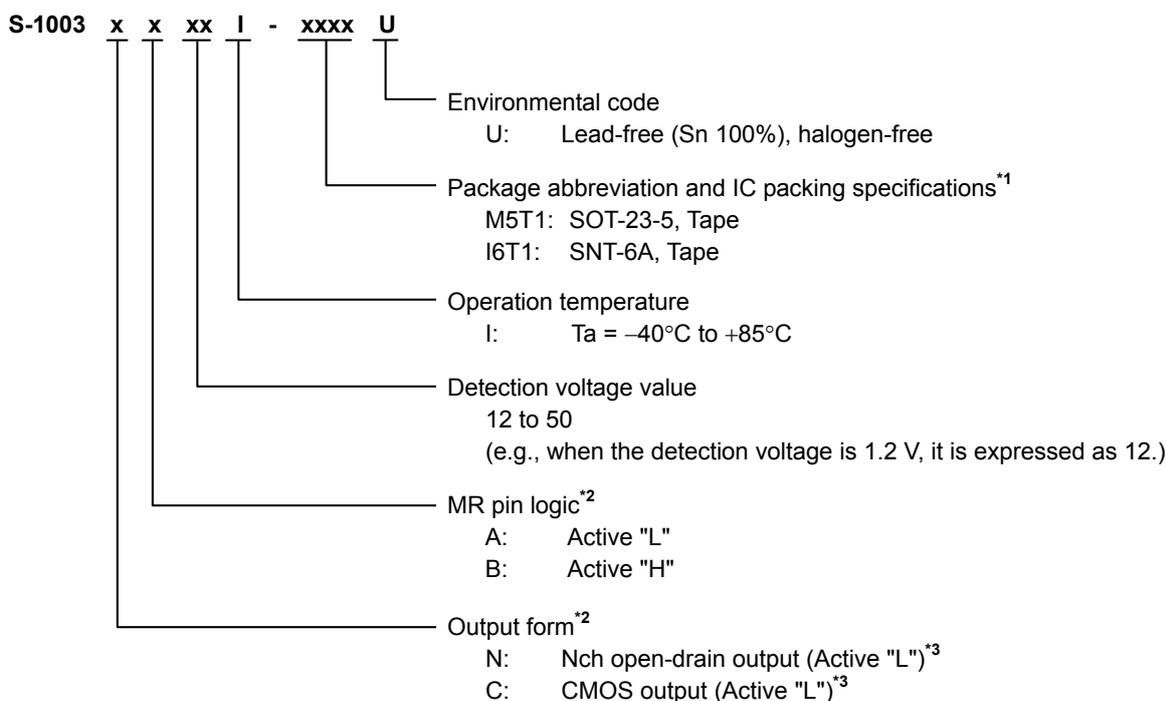 S-1003 x x xx I - xxxx U
Environmental code
U: Lead-free (Sn 100%), halogen-free
Package abbreviation and IC packing specifications*1
M5T1: SOT-23-5, Tape
I6T1: SNT-6A, Tape
Operation temperature
I: Ta = −40°C to +85°C
Detection voltage value
12 to 50
(e.g., when the detection voltage is 1.2 V, it is expressed as 12.)
MR pin logic*2
A: Active "L"
B: Active "H"
Output form*2
N: Nch open-drain output (Active "L")*3
C: CMOS output (Active "L")*3